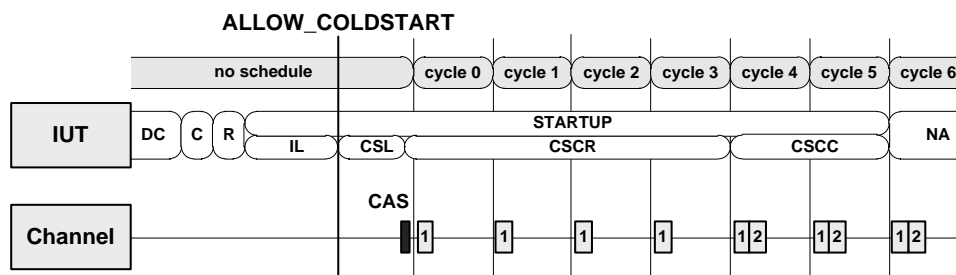 ALLOW_COLDSTART
no schedule cycle 0 cycle 1 cycle 2 cycle 3 cycle 4 cycle 5 cycle 6
IUT DC C R STARTUP NA
IL CSL CSCR CSCC
CAS
Channel 1 1 1 1 1 2 1 2 1 2